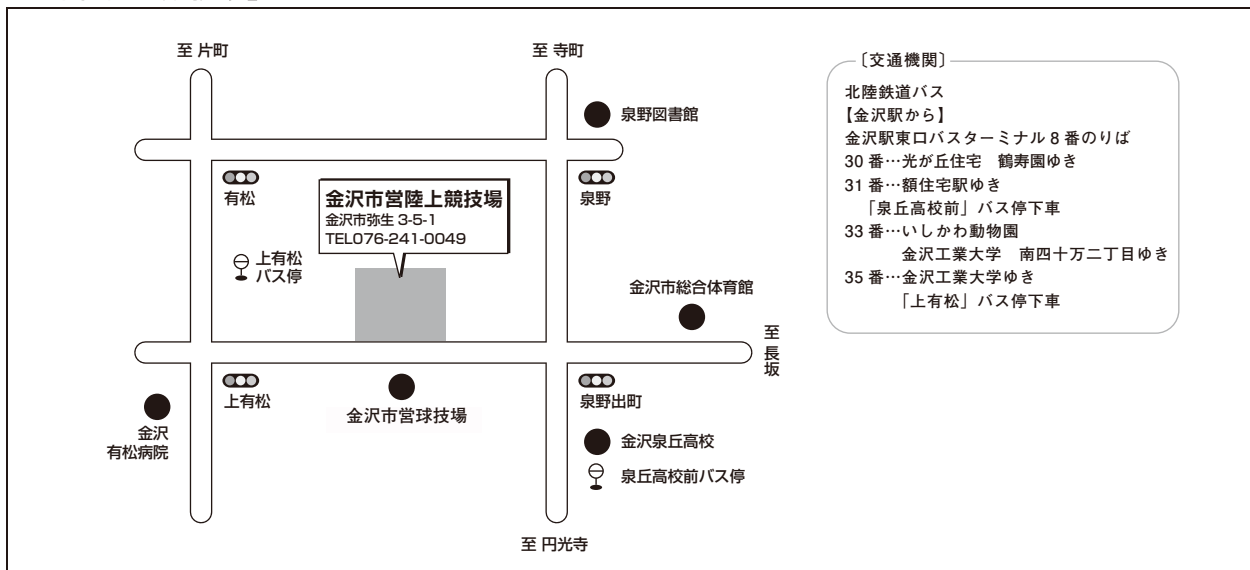 至 片町
至 寺町
泉野図書館
有松
泉野
金沢市営陸上競技場
金沢市弥生 3-5-1
TEL076-241-0049
上有松
バス停
金沢市総合体育館
至 長坂
上有松
泉野出町
金沢市営球技場
金沢
有松病院
金沢泉丘高校
泉丘高校前バス停
至 円光寺
〔交通機関〕
北陸鉄道バス
【金沢駅から】
金沢駅東口バスターミナル 8 番のりば
30 番…光が丘住宅　鶴寿園ゆき
31 番…額住宅駅ゆき
「泉丘高校前」バス停下車
33 番…いしかわ動物園
金沢工業大学　南四十万二丁目ゆき
35 番…金沢工業大学ゆき
「上有松」バス停下車